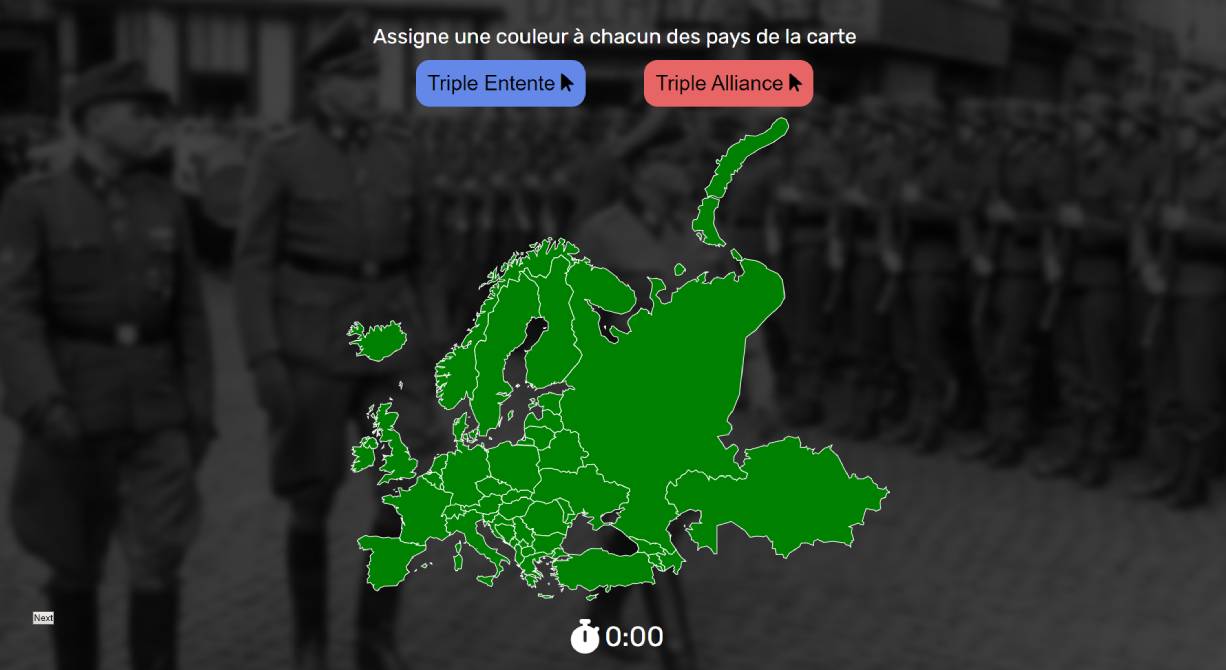 Assigne une couleur à chacun des pays de la carte
Triple Entente
Triple Alliance
Next
0:00